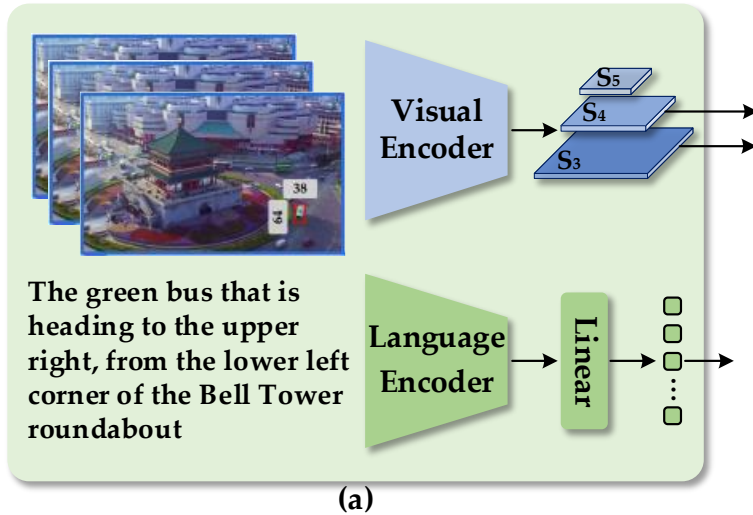 38
64
The green bus that is
heading to the upper
right, from the lower left
corner of the Bell Tower
roundabout
Visual
Encoder
S5
S4
S3
Language
Encoder
Linear
...
(a)